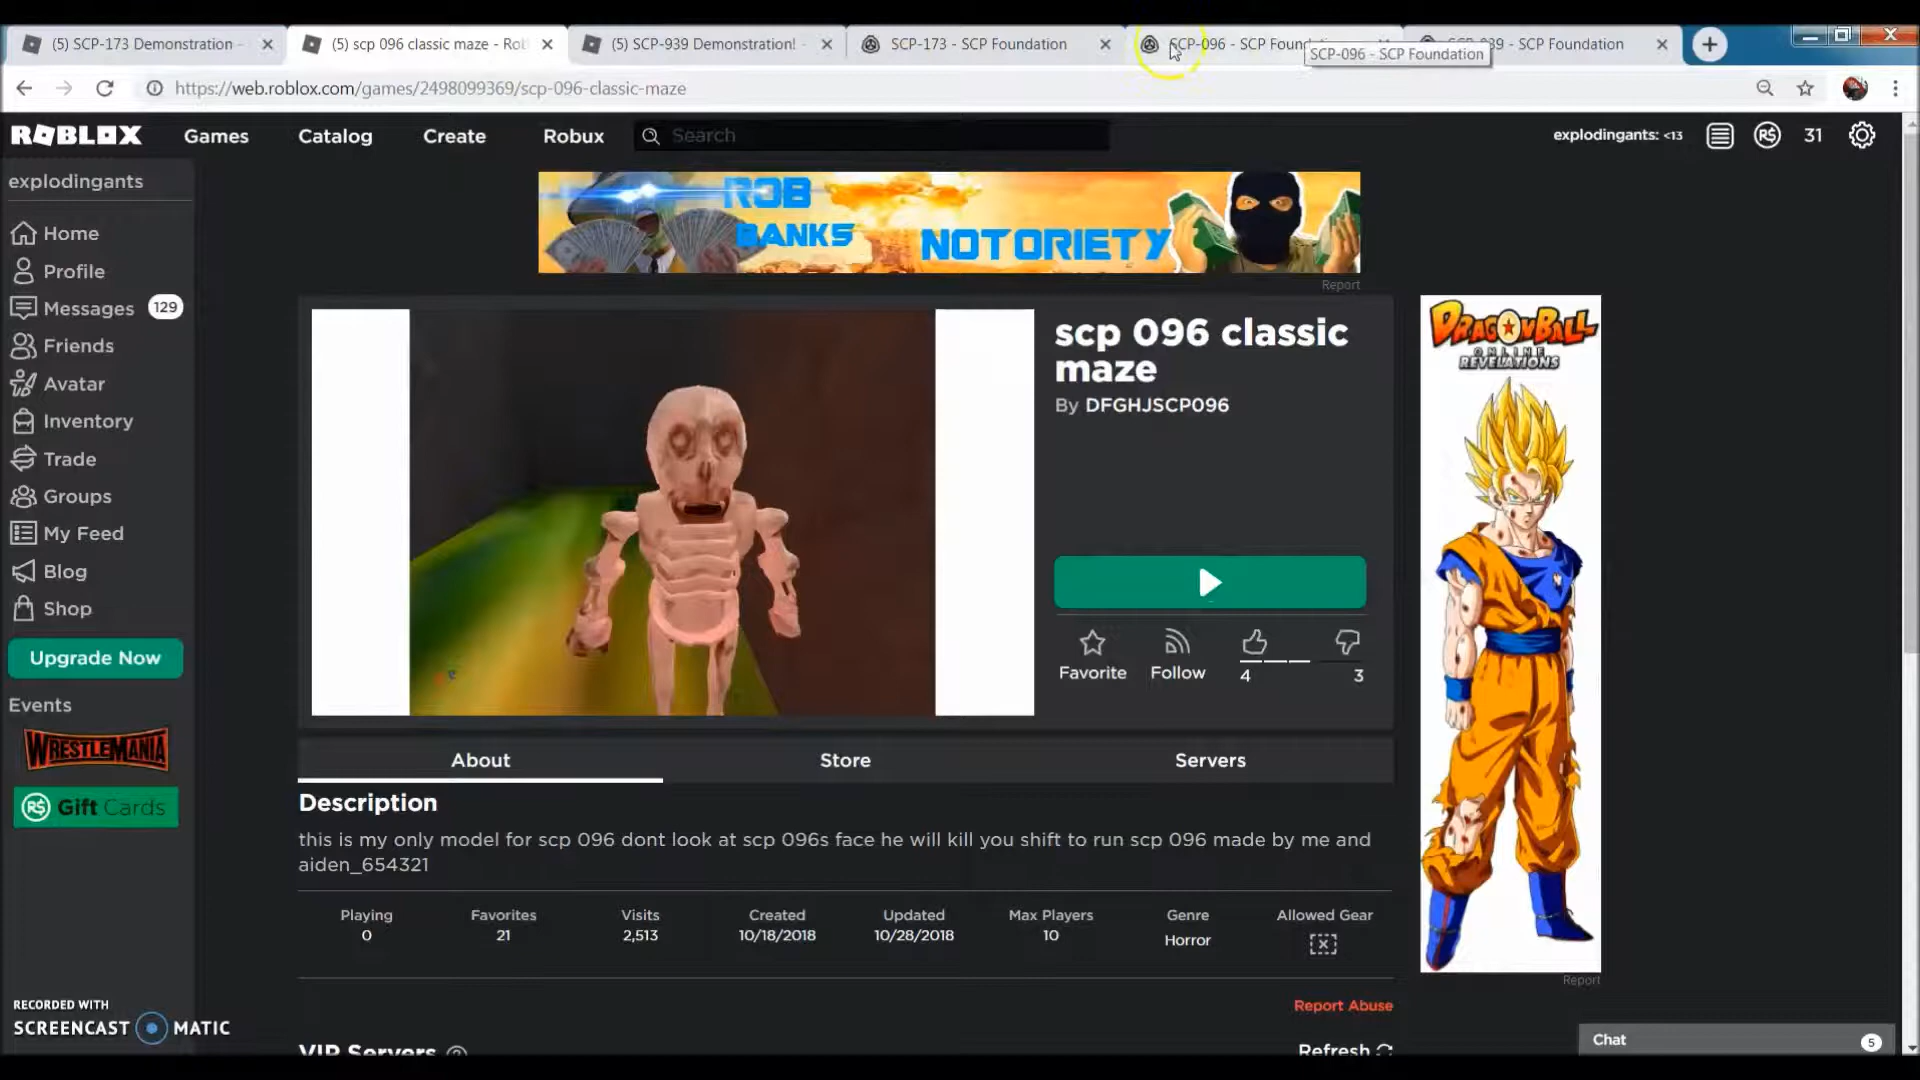 (5) SCP-173 Demonstration -
(5) scp 096 classic maze - Rob
(5) SCP-939 Demonstration! -
SCP-173 - SCP Foundation
SCP-096 - SCP Foundation
39 - SCP Foundation
SCP-096 - SCP Foundation
https://web.roblox.com/games/2498099369/scp-096-classic-maze
ROBLOX
Games
Catalog
Create
Robux
Search
explodingants: <13
31
explodingants
Home
Profile
Messages 129
Friends
Avatar
Inventory
Trade
Groups
My Feed
Blog
Shop
Upgrade Now
Events
WRESTLEMANIA
R$ Gift Cards
ROB
BANKS
NOTORIETY
Report
scp 096 classic
maze
By DFGHJSCP096
Favorite
Follow
4
3
DRAGONBALL
ONLINE
REVELATIONS
Report
About
Store
Servers
Description
this is my only model for scp 096 dont look at scp 096s face he will kill you shift to run scp 096 made by me and
aiden_654321
Playing Favorites Visits Created Updated Max Players Genre Allowed Gear
0 21 2,513 10/18/2018 10/28/2018 10 Horror
Report Abuse
VIP Servers
Refresh
RECORDED WITH
SCREENCAST MATIC
Chat
5